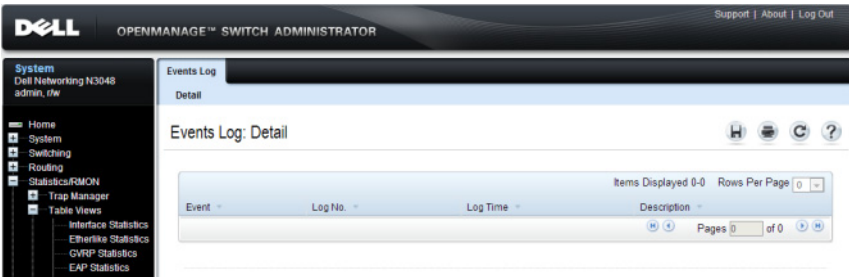 Support | About | Log Out
DELL OPENMANAGE™ SWITCH ADMINISTRATOR
System
Dell Networking N3048
admin, r/w
Home
System
Switching
Routing
Statistics/RMON
Trap Manager
Table Views
Interface Statistics
Etherlike Statistics
GVRP Statistics
EAP Statistics
Events Log
Detail
Events Log: Detail
?
Items Displayed 0-0 Rows Per Page 0
Event Log No. Log Time Description
Pages 0 of 0